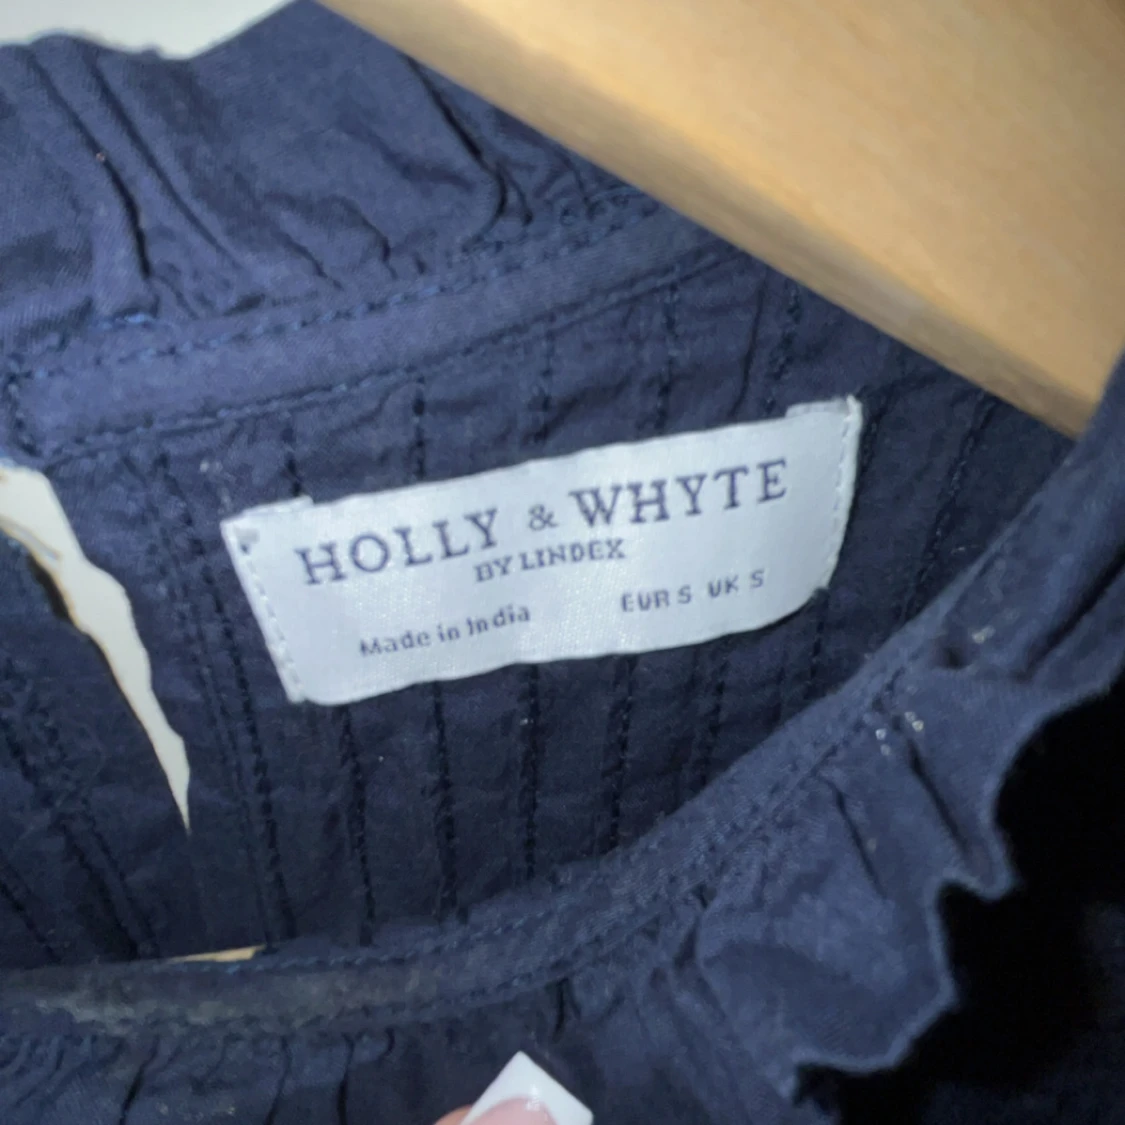 HOLLY & WHYTE
BY LINDEX
Made in India
EUR S UK S